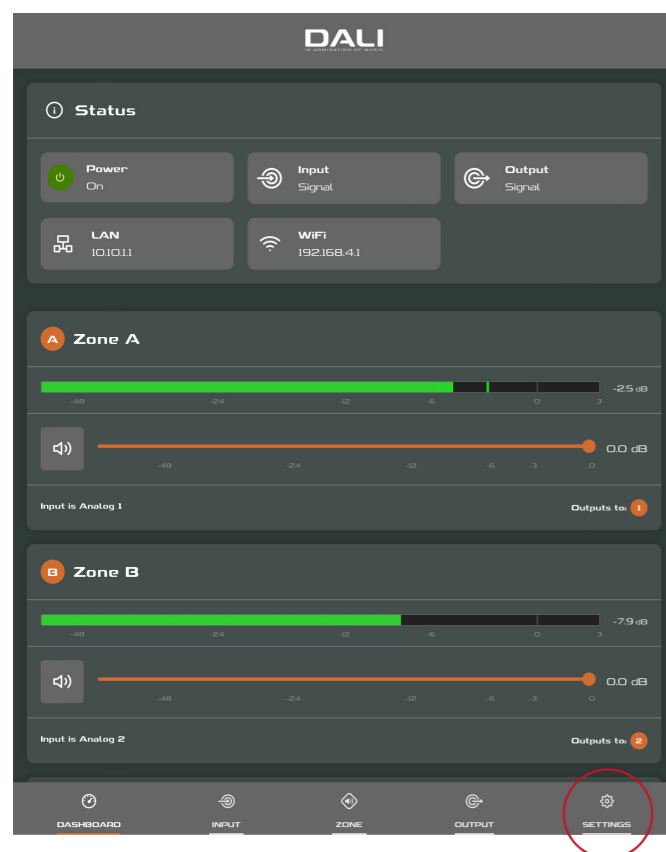 DALI
IN ADMIRATION OF MUSIC
Status
Power
On
Input
Signal
Output
Signal
LAN
10.10.1.1
WiFi
192.168.4.1
A Zone A
-2.5 dB
-48 -24 -12 -6 0 3
0.0 dB
-48 -24 -12 -6 -3 0
Input is Analog 1 Outputs to: 1
B Zone B
-7.9 dB
-48 -24 -12 -6 0 3
0.0 dB
-48 -24 -12 -6 -3 0
Input is Analog 2 Outputs to: 2
DASHBOARD INPUT ZONE OUTPUT SETTINGS